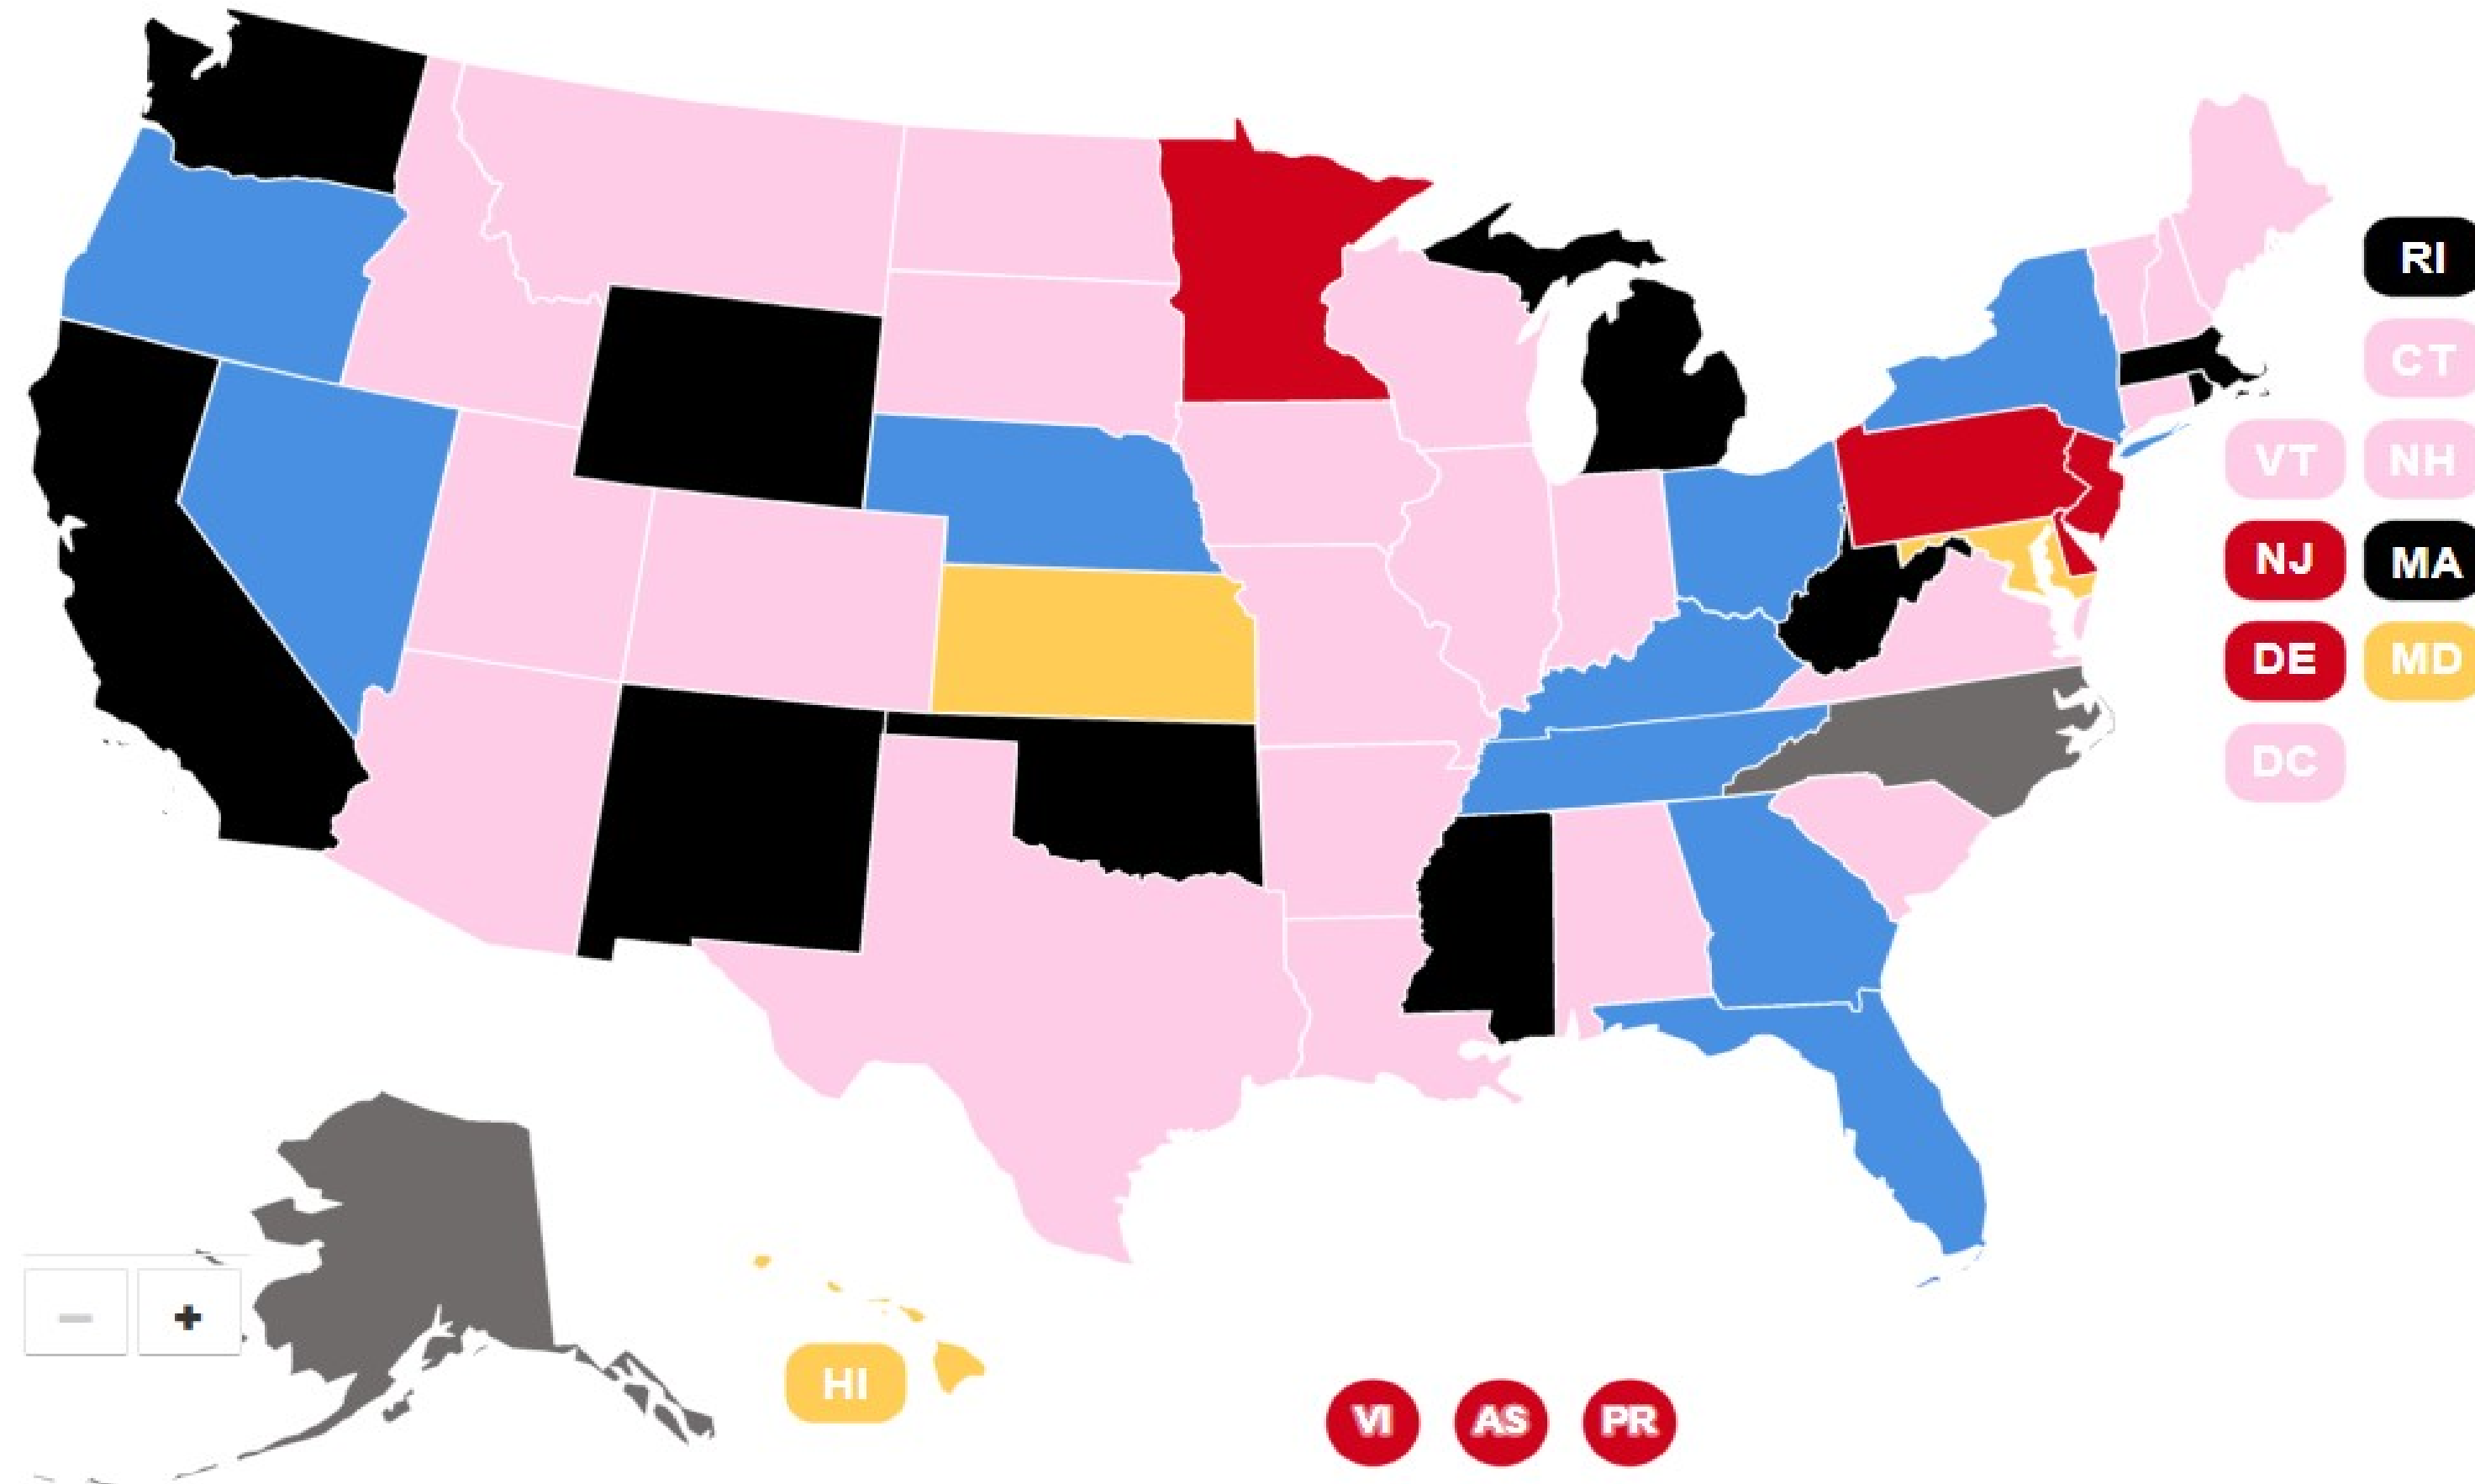 RI
CT
VT NH
NJ MA
DE MD
DC
− +
HI
VI AS PR